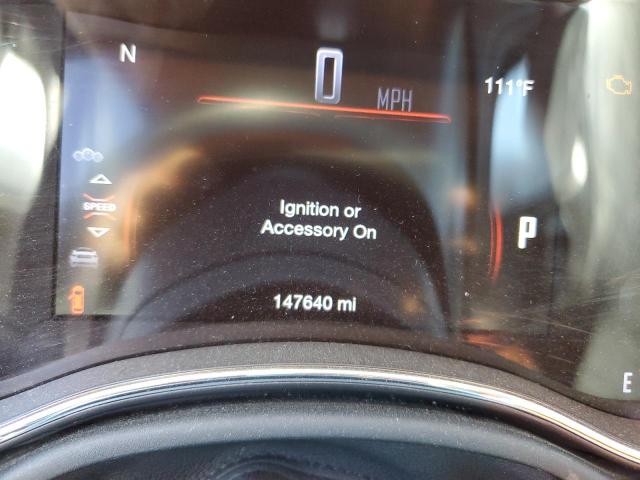 N
0
MPH
111°F
SPEED
Ignition or
Accessory On
P
147640 mi
E